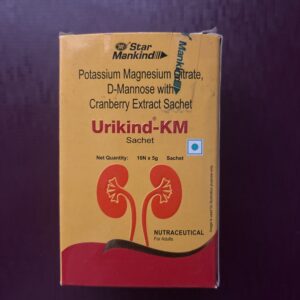 Star
Mankind
Mankind
Potassium Magnesium Citrate,
D-Mannose with
Cranberry Extract Sachet
Urikind®-KM
Sachet
Net Quantity: 16N x 5g Sachet
NUTRACEUTICAL
For Adults